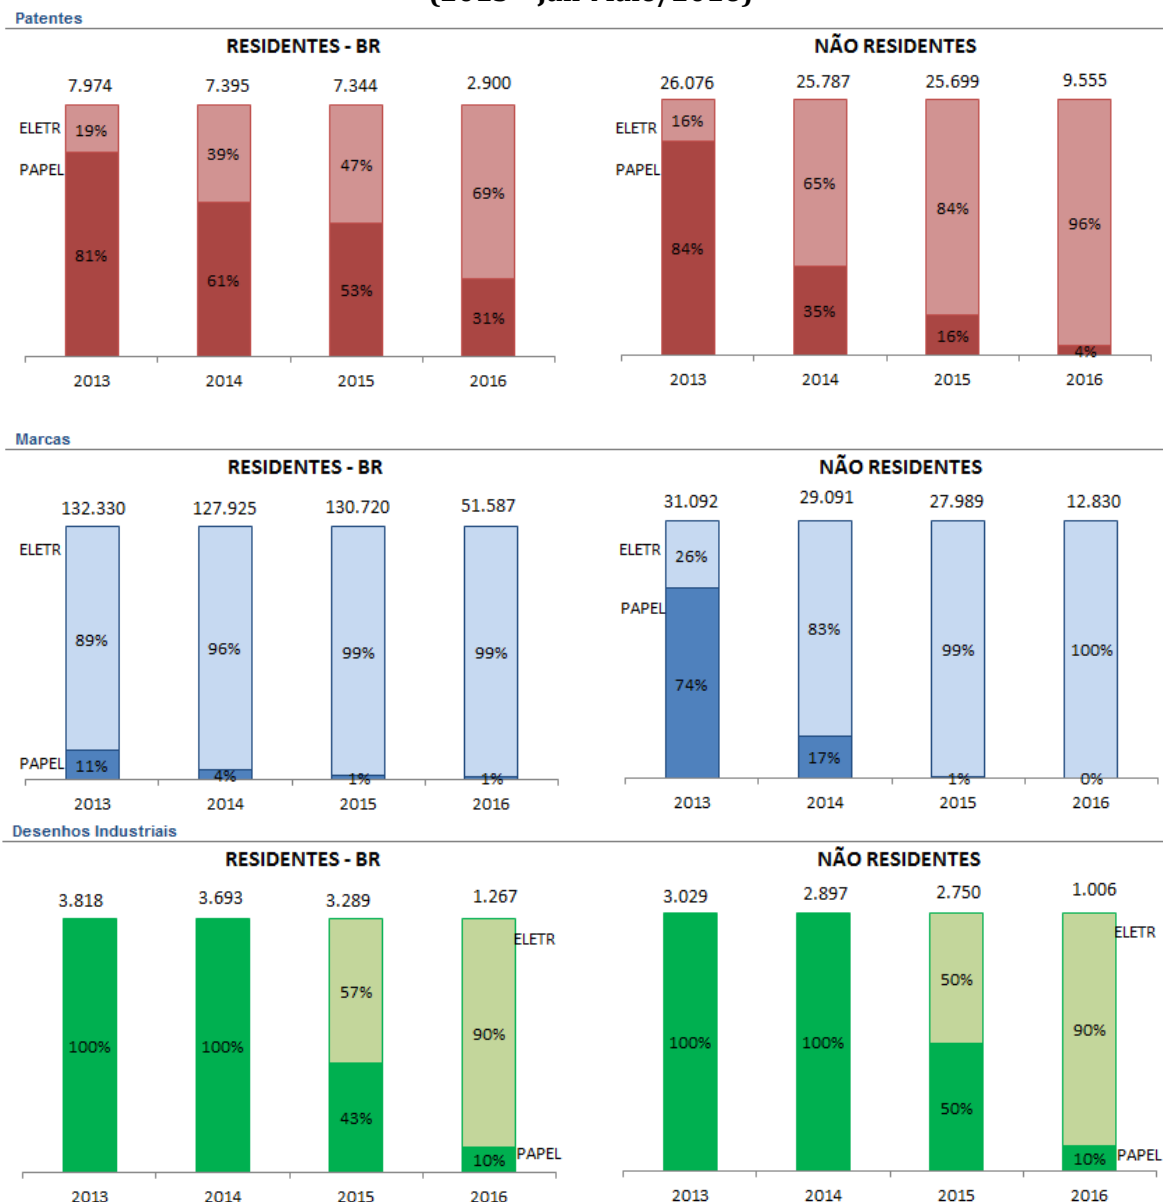 (2013 - Jan-Maio/2016)
Patentes
RESIDENTES - BR
7.974 7.395 7.344 2.900
ELETR 19% 39% 47% 69%
PAPEL 81% 61% 53% 31%
2013 2014 2015 2016
NÃO RESIDENTES
26.076 25.787 25.699 9.555
ELETR 16% 65% 84% 96%
PAPEL 84% 35% 16% 4%
2013 2014 2015 2016
Marcas
RESIDENTES - BR
132.330 127.925 130.720 51.587
ELETR 89% 96% 99% 99%
PAPEL 11% 4% 1% 1%
2013 2014 2015 2016
NÃO RESIDENTES
31.092 29.091 27.989 12.830
ELETR 26% 83% 99% 100%
PAPEL 74% 17% 1% 0%
2013 2014 2015 2016
Desenhos Industriais
RESIDENTES - BR
3.818 3.693 3.289 1.267
57% 90% ELETR
100% 100% 43% 10% PAPEL
2013 2014 2015 2016
NÃO RESIDENTES
3.029 2.897 2.750 1.006
50% 90% ELETR
100% 100% 50% 10% PAPEL
2013 2014 2015 2016